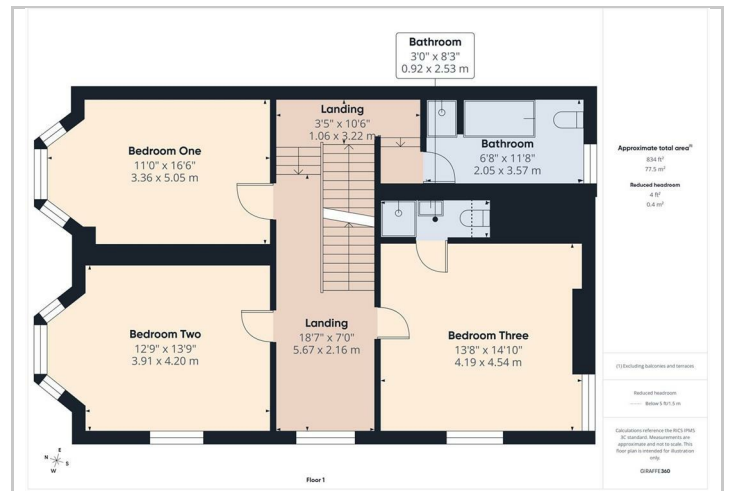 Bathroom
3'0" x 8'3"
0.92 x 2.53 m
Landing
3'5" x 10'6"
1.06 x 3.22 m
Bedroom One
11'0" x 16'6"
3.36 x 5.05 m
Bathroom
6'8" x 11'8"
2.05 x 3.57 m
Bedroom Two
12'9" x 13'9"
3.91 x 4.20 m
Landing
18'7" x 7'0"
5.67 x 2.16 m
Bedroom Three
13'8" x 14'10"
4.19 x 4.54 m
N
E
S
W
Floor 1
Approximate total area(1)
834 ft²
77.5 m²
Reduced headroom
4 ft²
0.4 m²
(1) Excluding balconies and terraces
Reduced headroom
Below 5 ft/1.5 m
Calculations reference the RICS IPMS
3C standard. Measurements are
approximate and not to scale. This
floor plan is intended for illustration
only.
GIRAFFE360